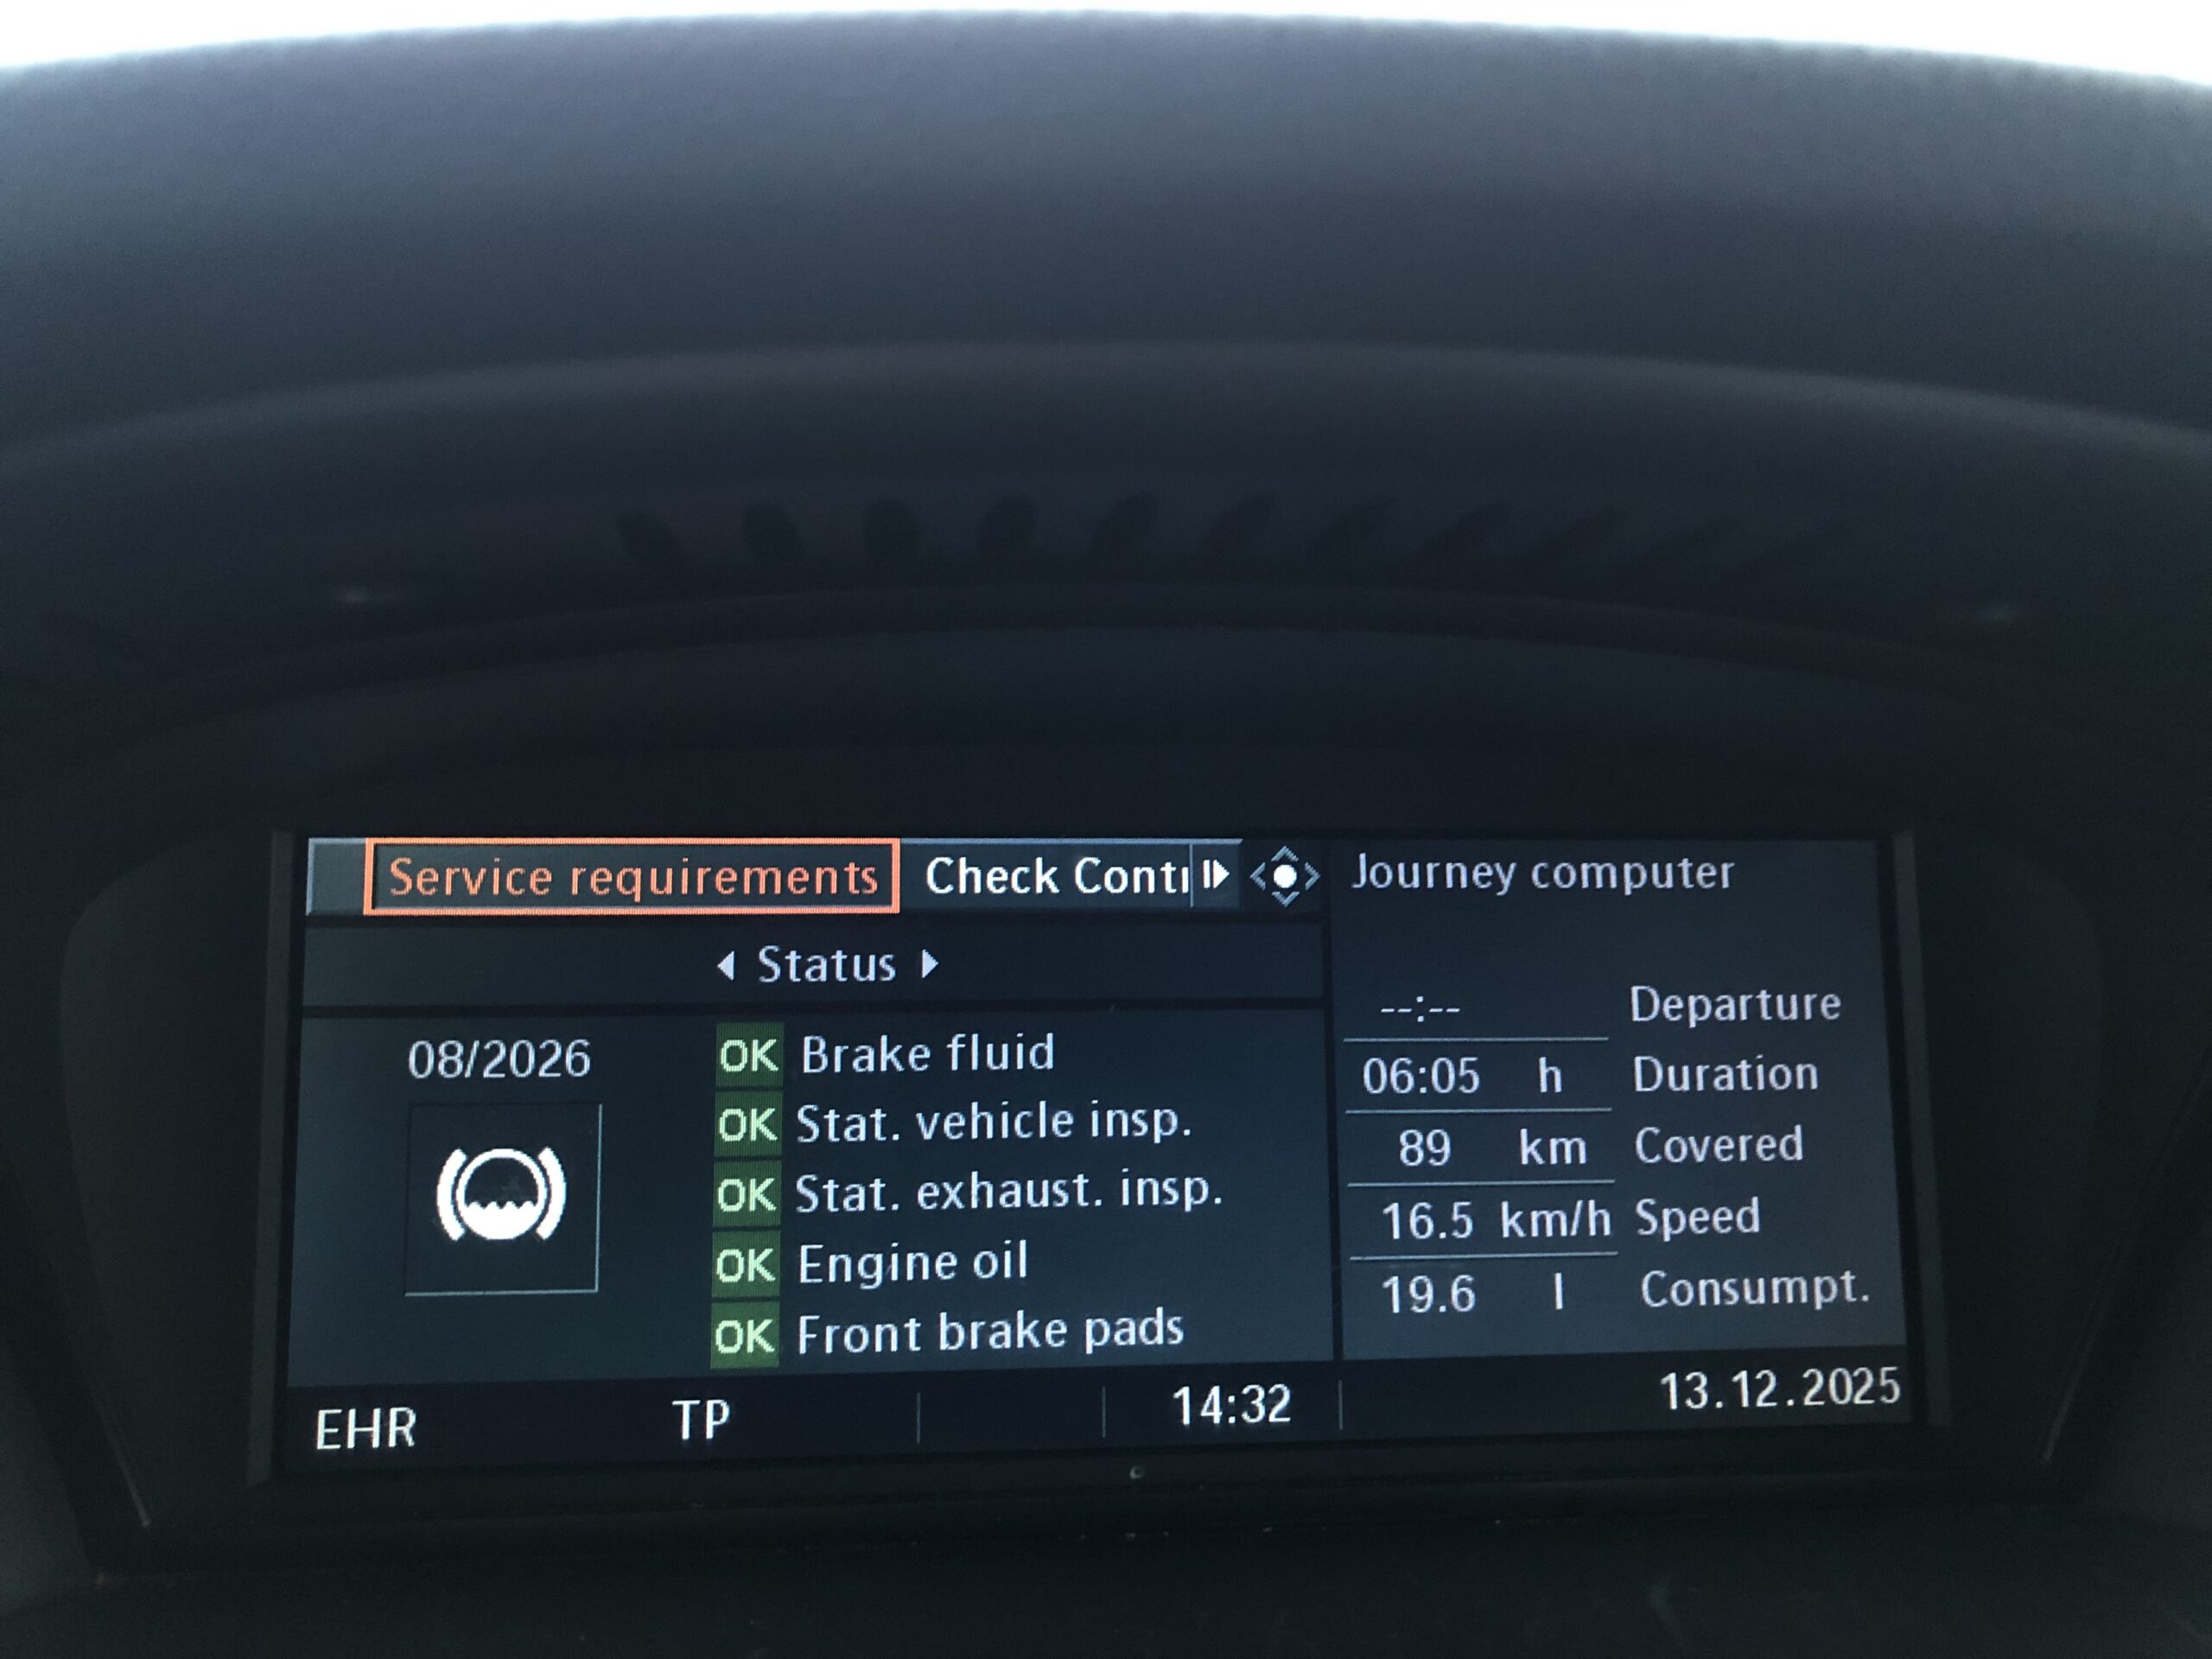 Service requirements Check Contr
Status
08/2026
OK Brake fluid
OK Stat. vehicle insp.
OK Stat. exhaust. insp.
OK Engine oil
OK Front brake pads
Journey computer
--:-- Departure
06:05 h Duration
89 km Covered
16.5 km/h Speed
19.6 l Consumpt.
EHR TP 14:32 13.12.2025